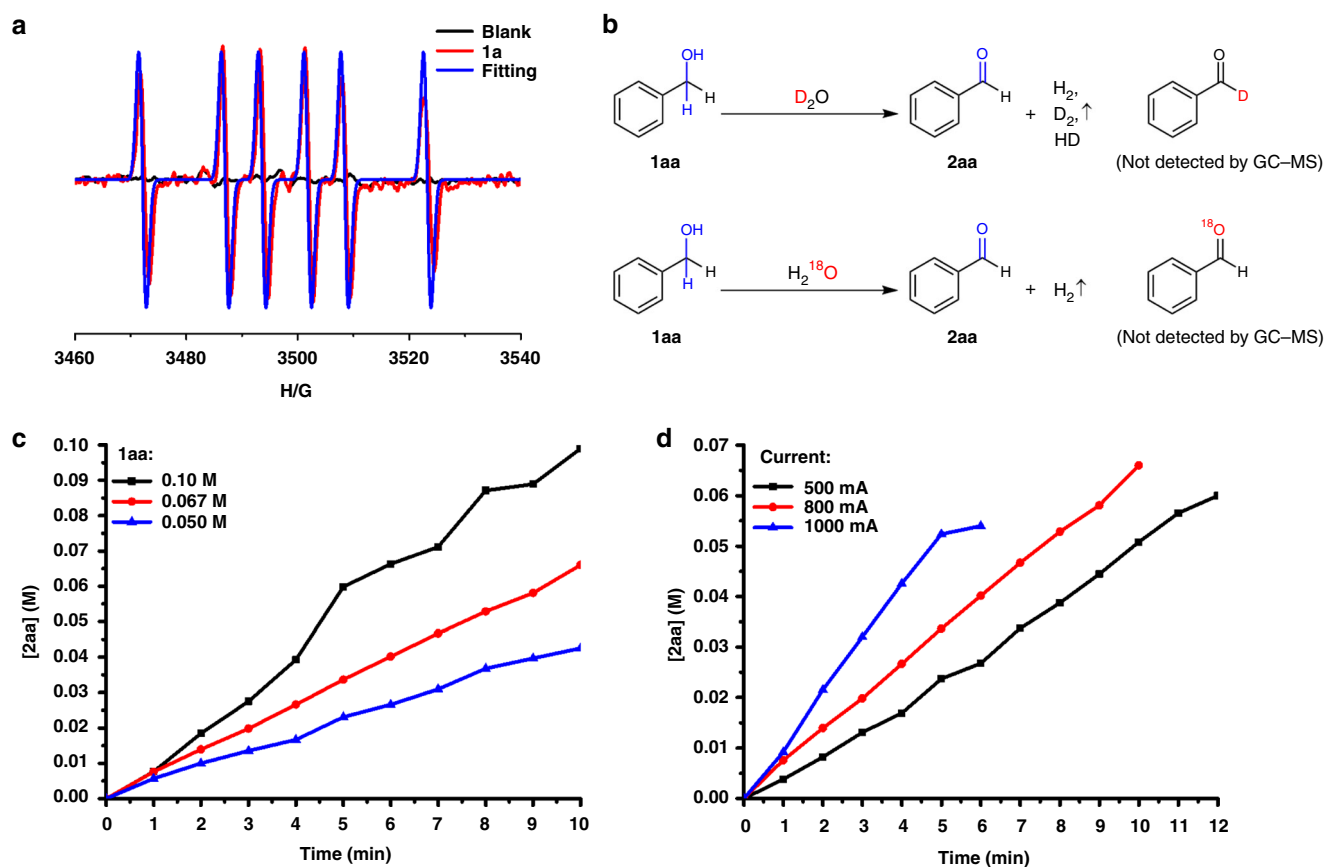 a
Blank
1a
Fitting
3460 3480 3500 3520 3540
H/G
b
OH
H
H
1aa
D2O
O
H
2aa
+ H2,
D2,↑
HD
O
D
(Not detected by GC–MS)
OH
H
H
1aa
H2 18O
O
H
2aa
+ H2↑
18O
H
(Not detected by GC–MS)
c
1aa:
0.10 M
0.067 M
0.050 M
[2aa] (M)
0.10
0.09
0.08
0.07
0.06
0.05
0.04
0.03
0.02
0.01
0.00
0 1 2 3 4 5 6 7 8 9 10
Time (min)
d
Current:
500 mA
800 mA
1000 mA
[2aa] (M)
0.07
0.06
0.05
0.04
0.03
0.02
0.01
0.00
0 1 2 3 4 5 6 7 8 9 10 11 12
Time (min)